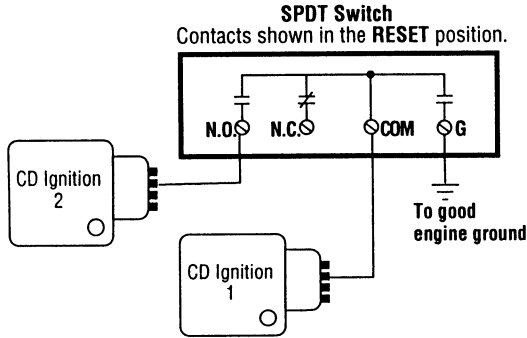 SPDT Switch
Contacts shown in the RESET position.
N.O.
N.C.
COM
G
CD Ignition
2
To good
engine ground
CD Ignition
1